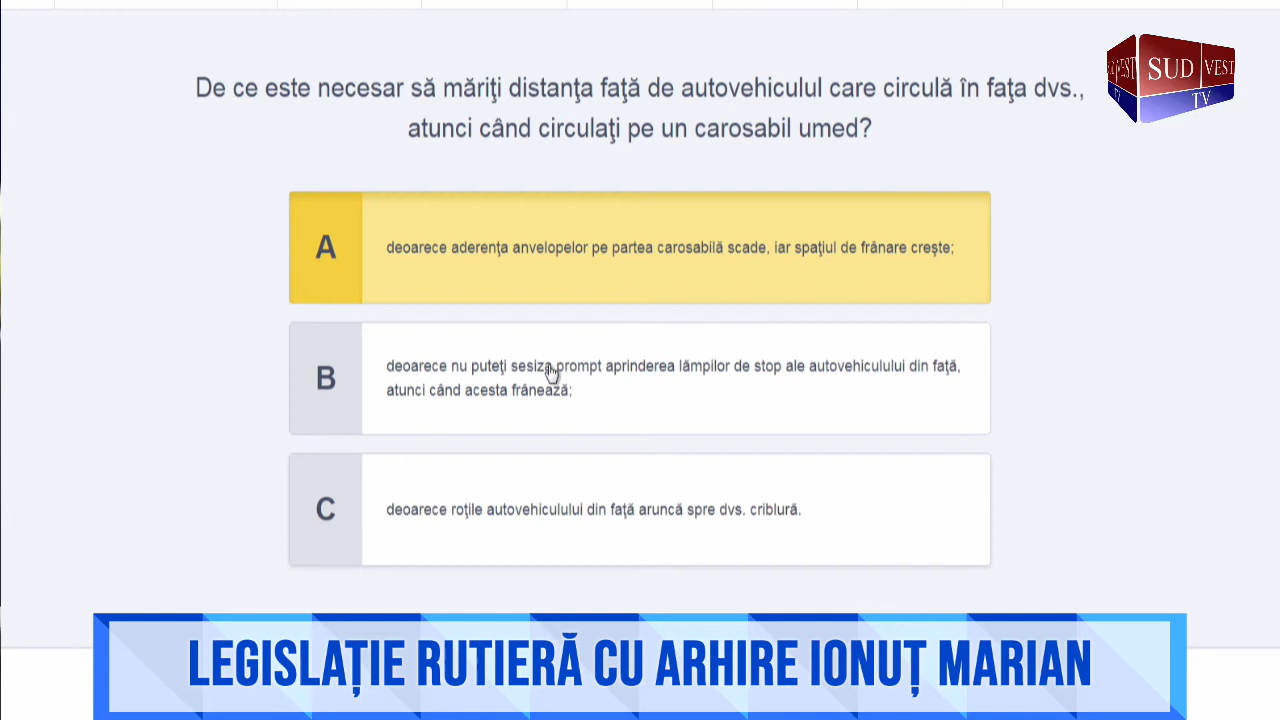 De ce este necesar să măriţi distanţa faţă de autovehiculul care circulă în faţa dvs.,
atunci când circulaţi pe un carosabil umed?
SUD VEST
TV
A
deoarece aderenţa anvelopelor pe partea carosabilă scade, iar spaţiul de frânare creşte;
B
deoarece nu puteţi sesiza prompt aprinderea lămpilor de stop ale autovehiculului din faţă,
atunci când acesta frânează;
C
deoarece roţile autovehiculului din faţă aruncă spre dvs. criblură.
LEGISLAȚIE RUTIERĂ CU ARHIRE IONUȚ MARIAN